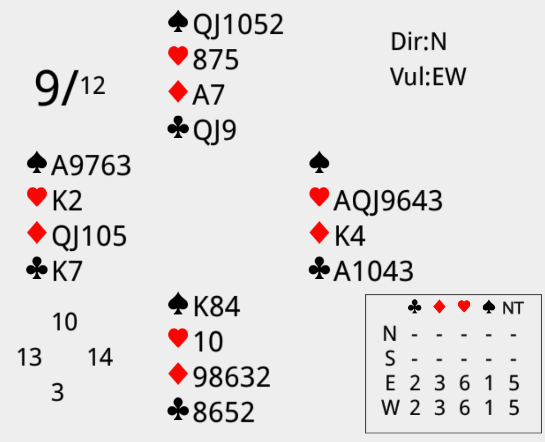 ♠QJ1052
♥875
♦A7
♣QJ9
Dir:N
Vul:EW
9/12
♠A9763
♥K2
♦QJ105
♣K7
♠
♥AQJ9643
♦K4
♣A1043
♠K84
♥10
♦98632
♣8652
10
13 14
3
♣ ♦ ♥ ♠ NT
N - - - - -
S - - - - -
E 2 3 6 1 5
W 2 3 6 1 5